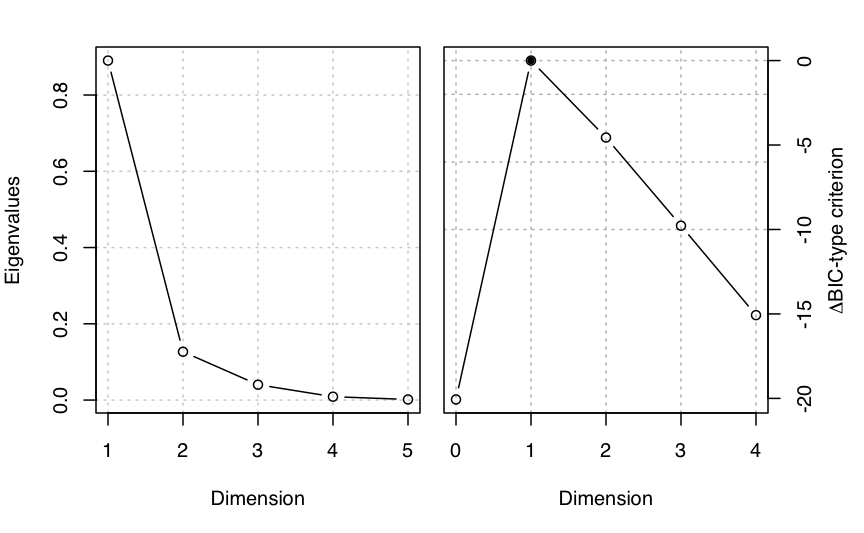 Eigenvalues
0.8
0.6
0.4
0.2
0.0
1 2 3 4 5
Dimension
0 1 2 3 4
Dimension
0
-5
-10
-15
-20
ΔBIC-type criterion